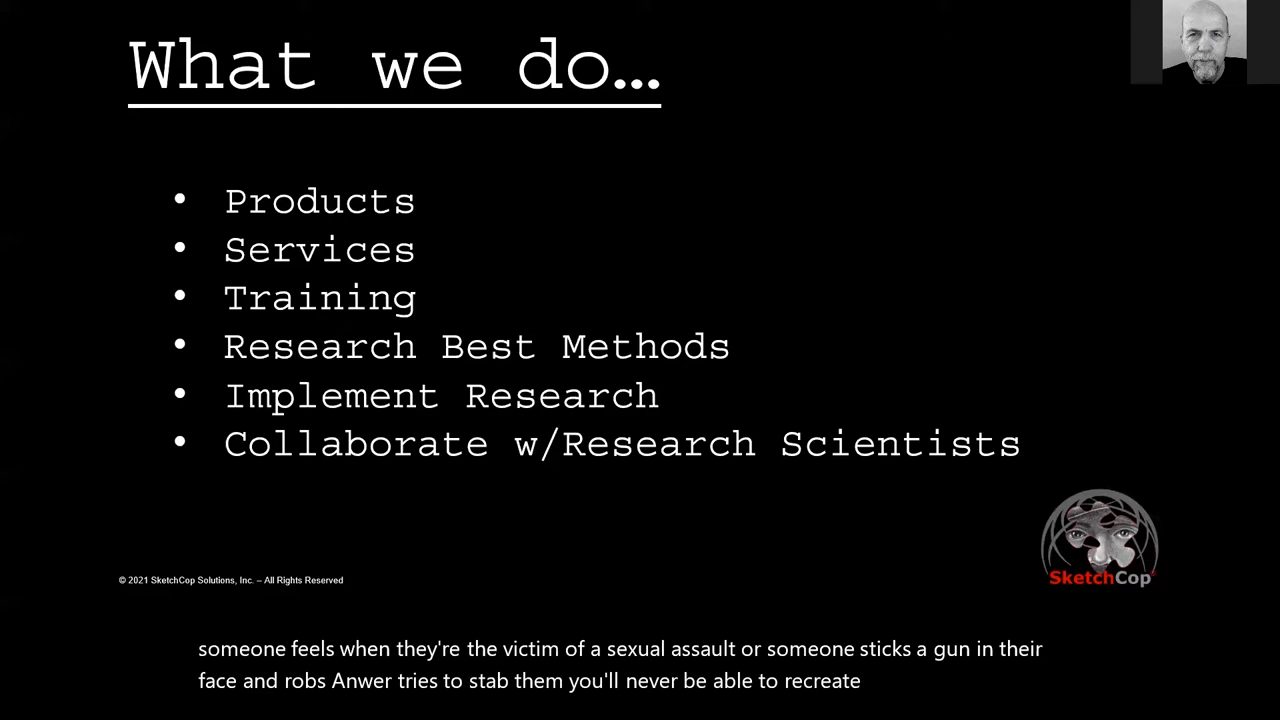 What we do…
• Products
• Services
• Training
• Research Best Methods
• Implement Research
• Collaborate w/Research Scientists
SketchCop
© 2021 SketchCop Solutions, Inc. – All Rights Reserved
someone feels when they're the victim of a sexual assault or someone sticks a gun in their
face and robs Anwer tries to stab them you'll never be able to recreate